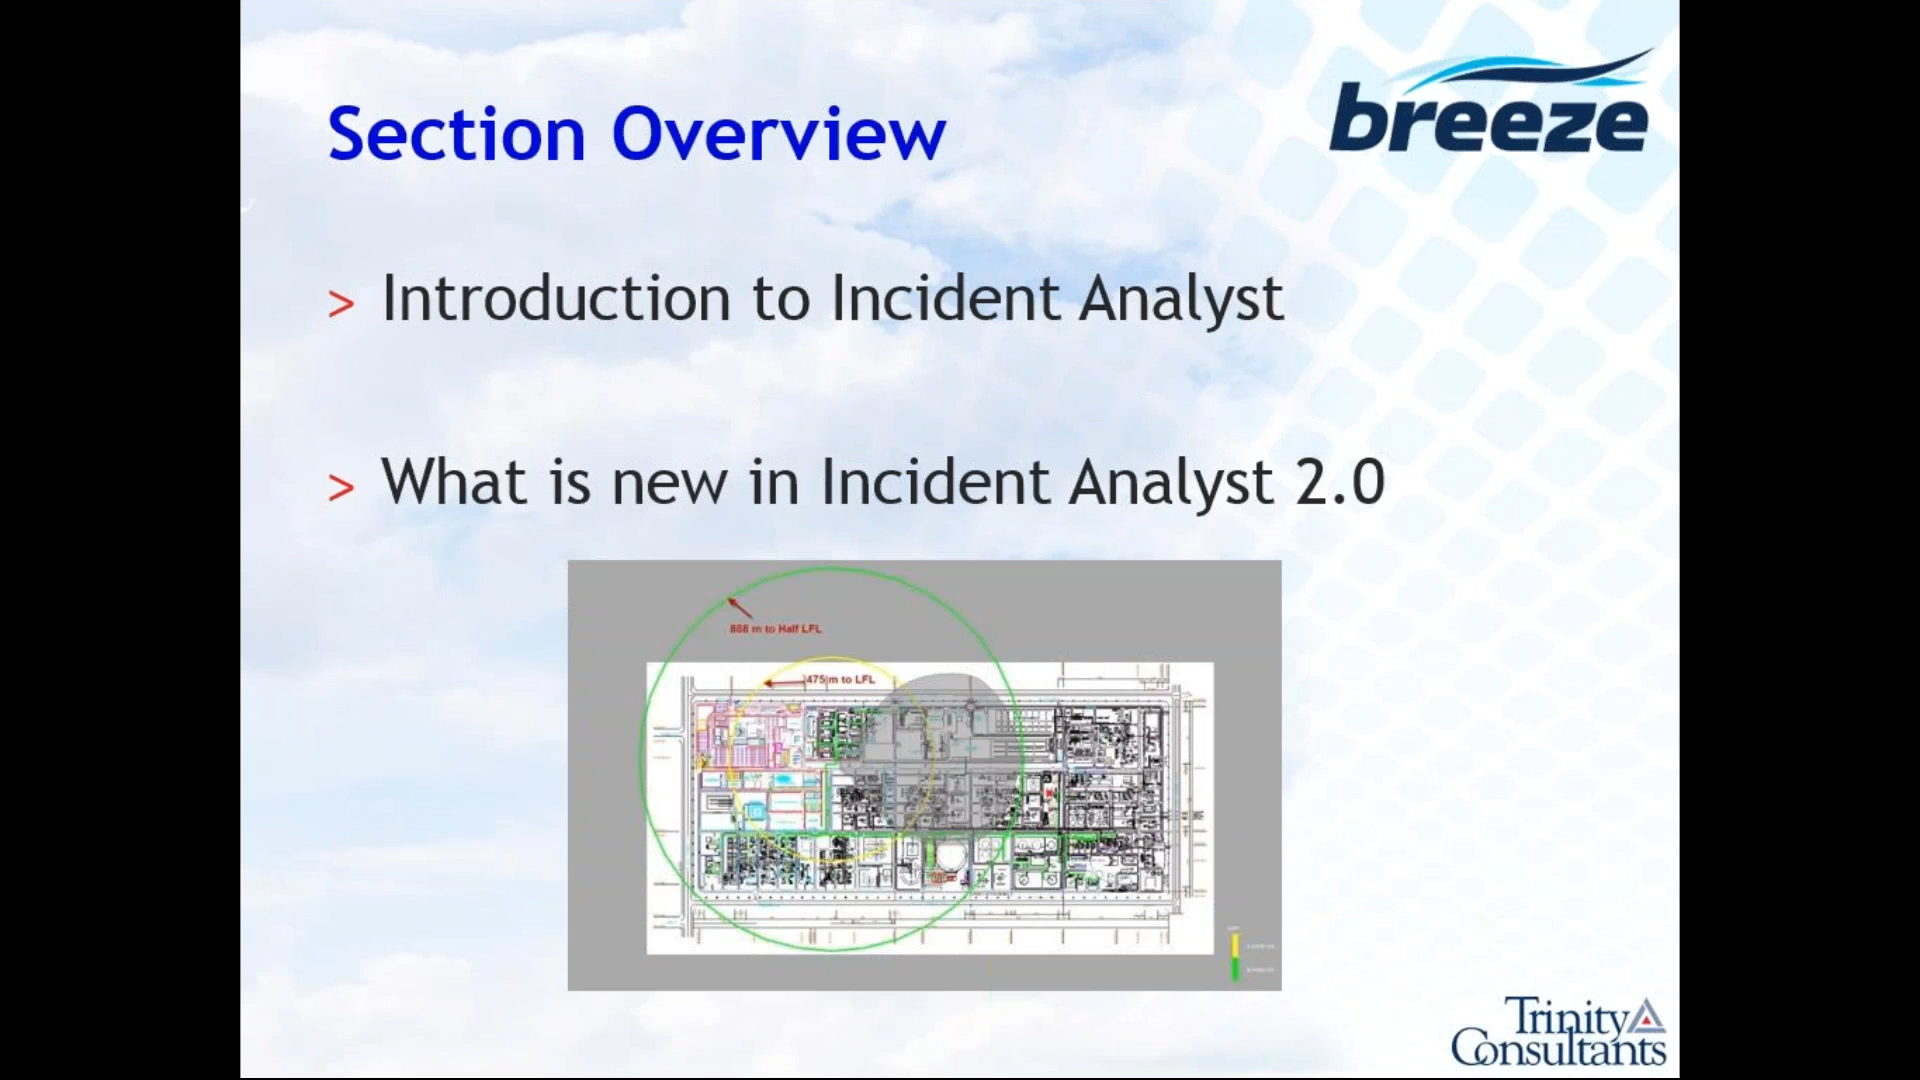 Section Overview
breeze
> Introduction to Incident Analyst
> What is new in Incident Analyst 2.0
888 m to Half LFL
475 m to LFL
Trinity
Consultants